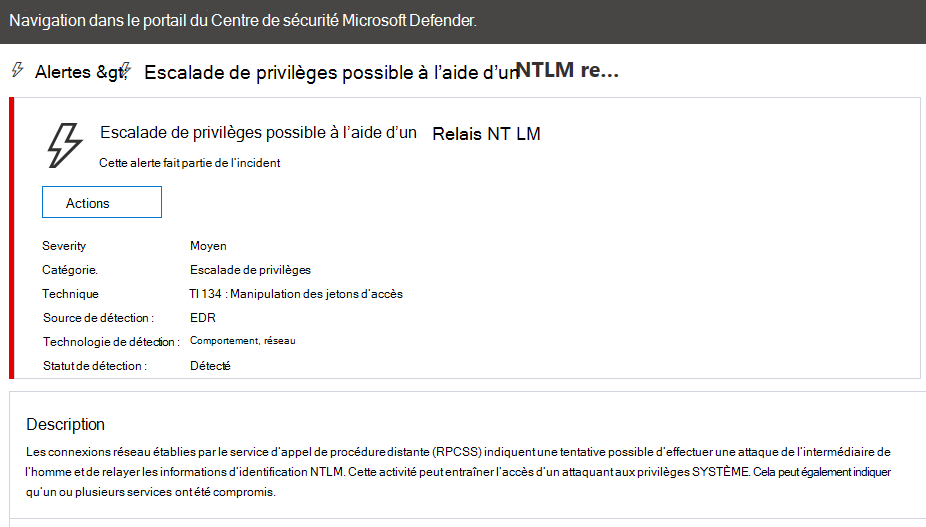 Navigation dans le portail du Centre de sécurité Microsoft Defender.
Alertes &gt; Escalade de privilèges possible à l’aide d’un NTLM re...
Escalade de privilèges possible à l’aide d’un Relais NT LM
Cette alerte fait partie de l’incident
Actions
Severity Moyen
Catégorie. Escalade de privilèges
Technique TI 134 : Manipulation des jetons d’accès
Source de détection : EDR
Technologie de détection : Comportement, réseau
Statut de détection : Détecté
Description
Les connexions réseau établies par le service d’appel de procédure distante (RPCSS) indiquent une tentative possible d’effectuer une attaque de l’intermédiaire de
l’homme et de relayer les informations d’identification NTLM. Cette activité peut entraîner l’accès d’un attaquant aux privilèges SYSTÈME. Cela peut également indiquer
qu’un ou plusieurs services ont été compromis.